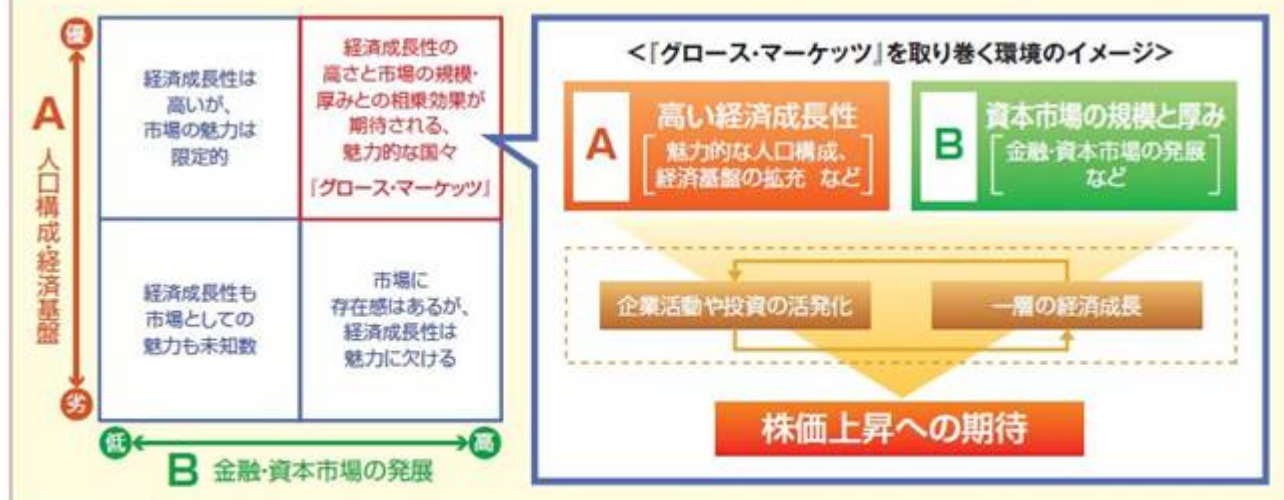 優
A 人口構成・経済基盤
劣
経済成長性は
高いが、
市場の魅力は
限定的
経済成長性の
高さと市場の規模・
厚みとの相乗効果が
期待される、
魅力的な国々
『グロース・マーケッツ』
経済成長性も
市場としての
魅力も未知数
市場に
存在感はあるが、
経済成長性は
魅力に欠ける
低
高
B 金融・資本市場の発展
<『グロース・マーケッツ』を取り巻く環境のイメージ>
A
高い経済成長性
魅力的な人口構成、
経済基盤の拡充 など
B
資本市場の規模と厚み
金融・資本市場の発展
など
企業活動や投資の活発化
一層の経済成長
株価上昇への期待